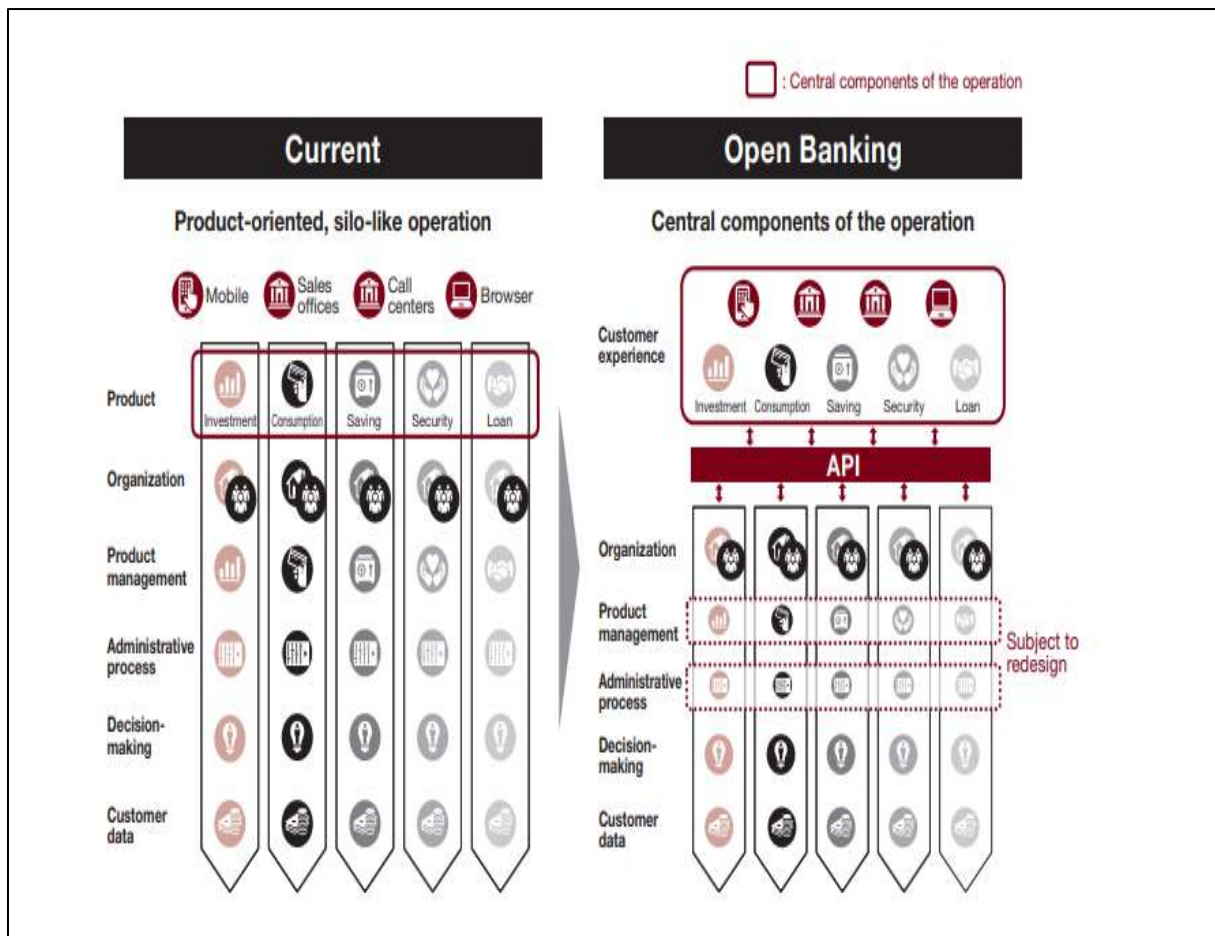 : Central components of the operation
Current
Product-oriented, silo-like operation
Mobile
Sales
offices
Call
centers
Browser
Product
Investment
Consumption
Saving
Security
Loan
Organization
Product
management
Administrative
process
Decision-
making
Customer
data
Open Banking
Central components of the operation
Customer
experience
Investment
Consumption
Saving
Security
Loan
API
Organization
Product
management
Administrative
process
Subject to
redesign
Decision-
making
Customer
data